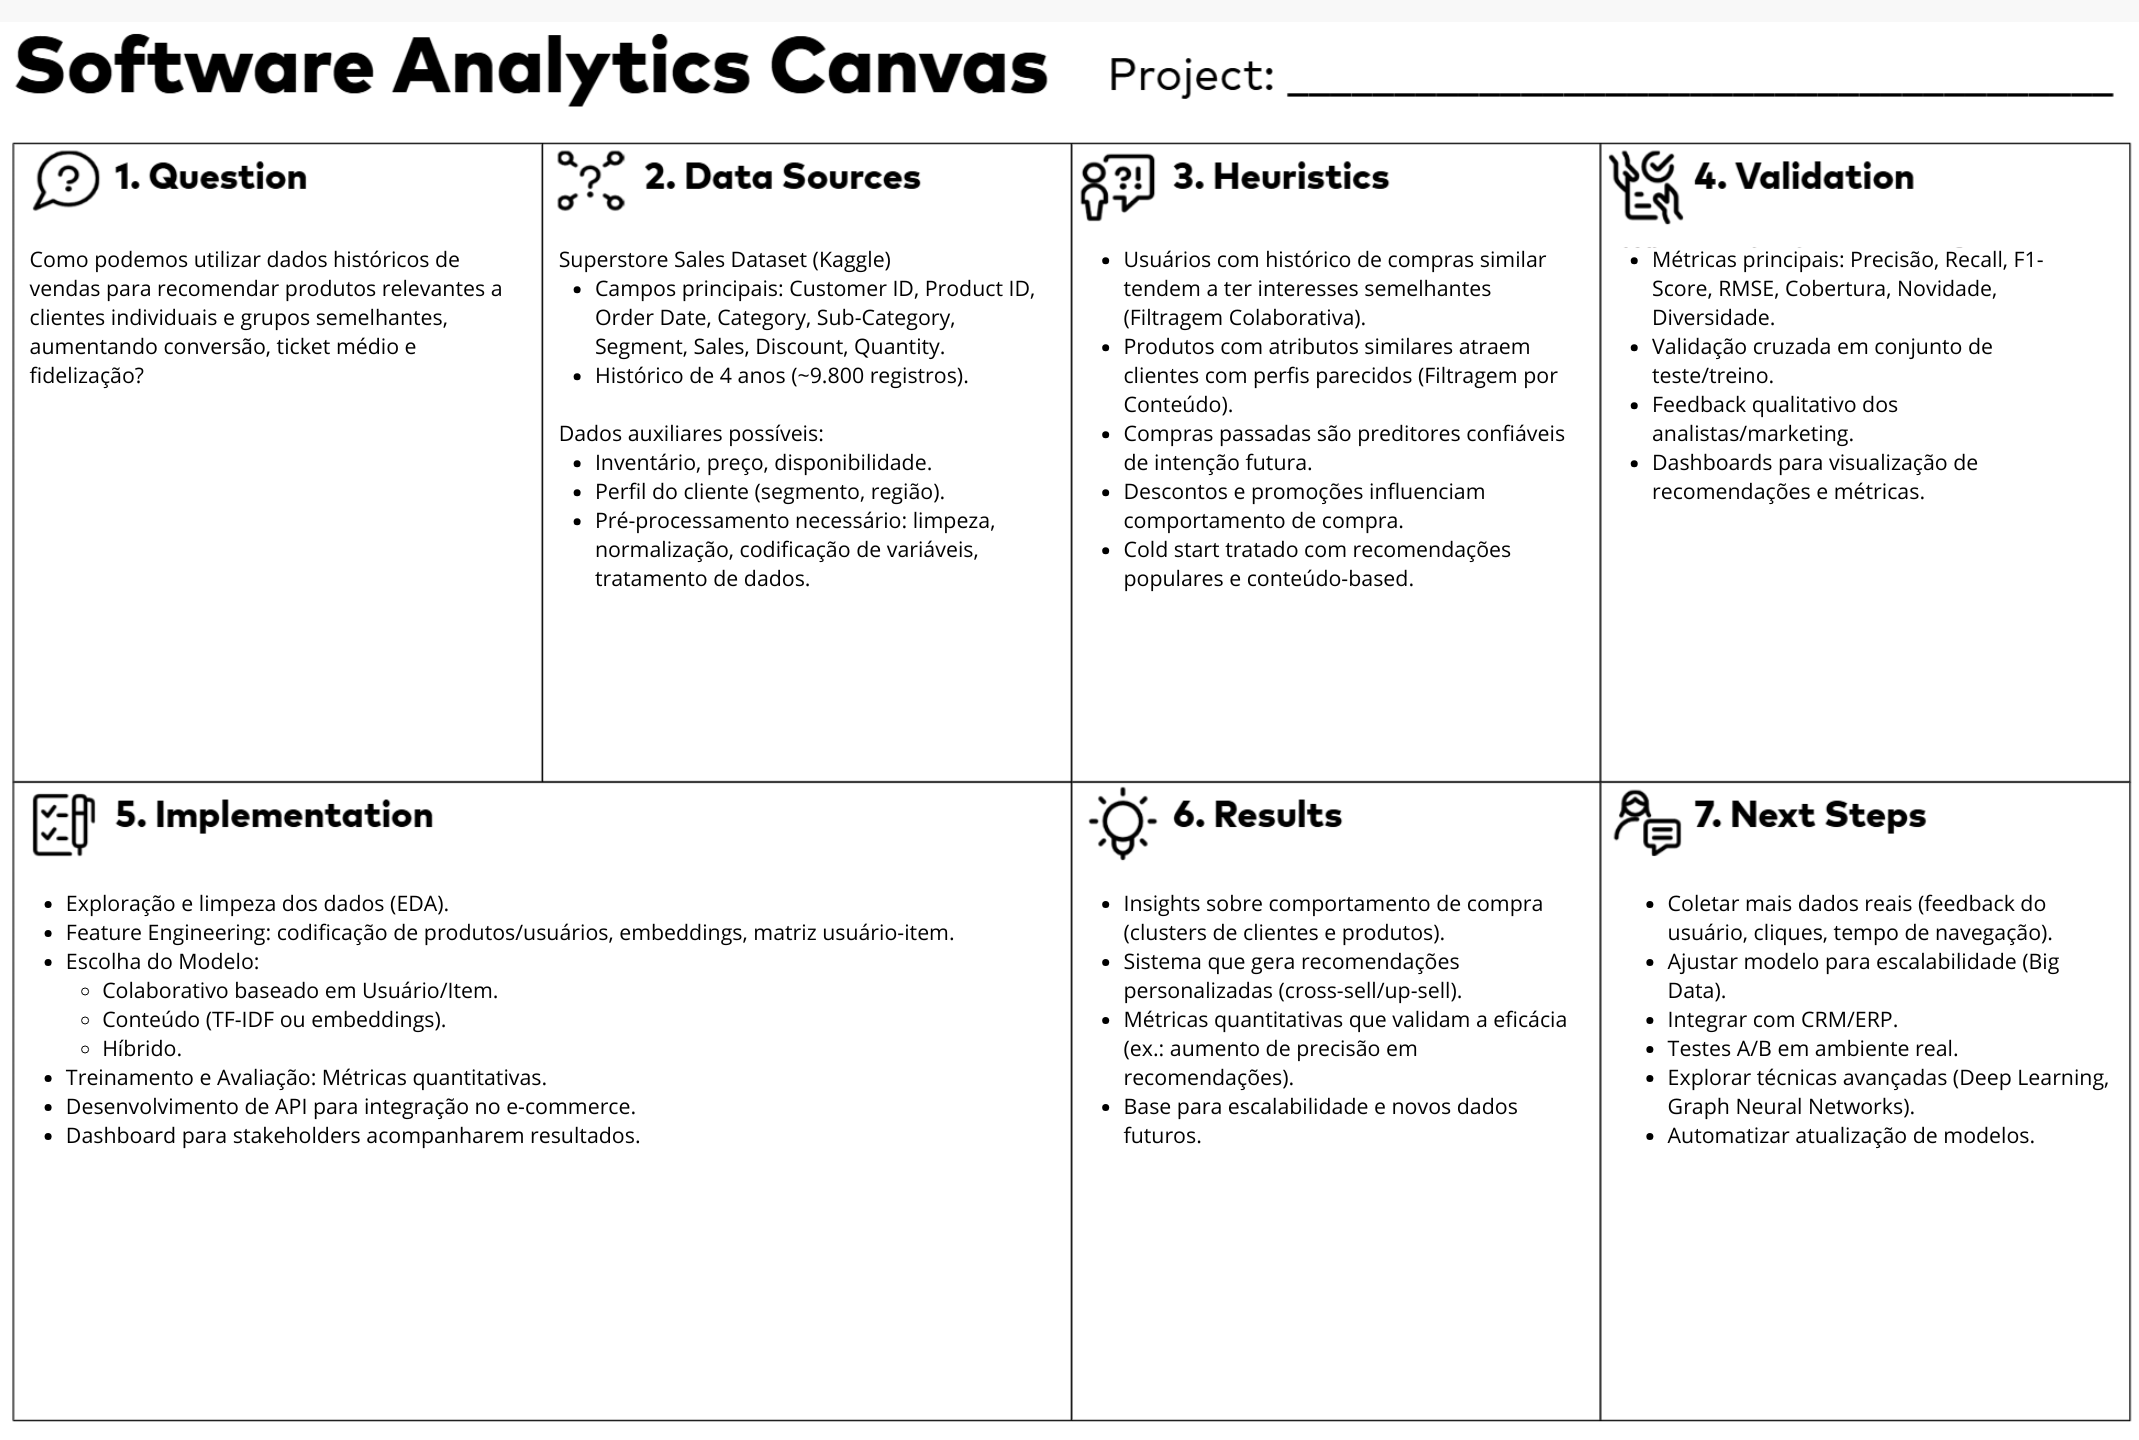 Software Analytics Canvas Project: ______________________________
1. Question
Como podemos utilizar dados históricos de
vendas para recomendar produtos relevantes a
clientes individuais e grupos semelhantes,
aumentando conversão, ticket médio e
fidelização?
2. Data Sources
Superstore Sales Dataset (Kaggle)
• Campos principais: Customer ID, Product ID,
Order Date, Category, Sub-Category,
Segment, Sales, Discount, Quantity.
• Histórico de 4 anos (~9.800 registros).
Dados auxiliares possíveis:
• Inventário, preço, disponibilidade.
• Perfil do cliente (segmento, região).
• Pré-processamento necessário: limpeza,
normalização, codificação de variáveis,
tratamento de dados.
3. Heuristics
• Usuários com histórico de compras similar
tendem a ter interesses semelhantes
(Filtragem Colaborativa).
• Produtos com atributos similares atraem
clientes com perfis parecidos (Filtragem por
Conteúdo).
• Compras passadas são preditores confiáveis
de intenção futura.
• Descontos e promoções influenciam
comportamento de compra.
• Cold start tratado com recomendações
populares e conteúdo-based.
4. Validation
• Métricas principais: Precisão, Recall, F1-
Score, RMSE, Cobertura, Novidade,
Diversidade.
• Validação cruzada em conjunto de
teste/treino.
• Feedback qualitativo dos
analistas/marketing.
• Dashboards para visualização de
recomendações e métricas.
5. Implementation
• Exploração e limpeza dos dados (EDA).
• Feature Engineering: codificação de produtos/usuários, embeddings, matriz usuário-item.
• Escolha do Modelo:
◦ Colaborativo baseado em Usuário/Item.
◦ Conteúdo (TF-IDF ou embeddings).
◦ Híbrido.
• Treinamento e Avaliação: Métricas quantitativas.
• Desenvolvimento de API para integração no e-commerce.
• Dashboard para stakeholders acompanharem resultados.
6. Results
• Insights sobre comportamento de compra
(clusters de clientes e produtos).
• Sistema que gera recomendações
personalizadas (cross-sell/up-sell).
• Métricas quantitativas que validam a eficácia
(ex.: aumento de precisão em
recomendações).
• Base para escalabilidade e novos dados
futuros.
7. Next Steps
• Coletar mais dados reais (feedback do
usuário, cliques, tempo de navegação).
• Ajustar modelo para escalabilidade (Big
Data).
• Integrar com CRM/ERP.
• Testes A/B em ambiente real.
• Explorar técnicas avançadas (Deep Learning,
Graph Neural Networks).
• Automatizar atualização de modelos.